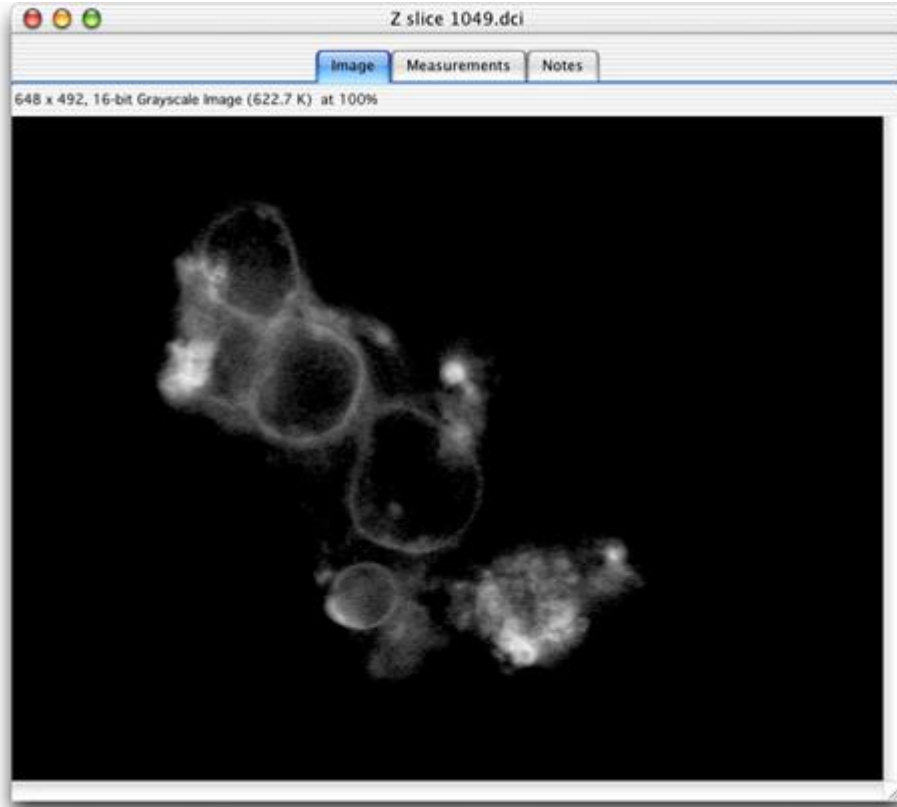 Z slice 1049.dci
Image Measurements Notes
648 x 492, 16-bit Grayscale Image (622.7 K) at 100%